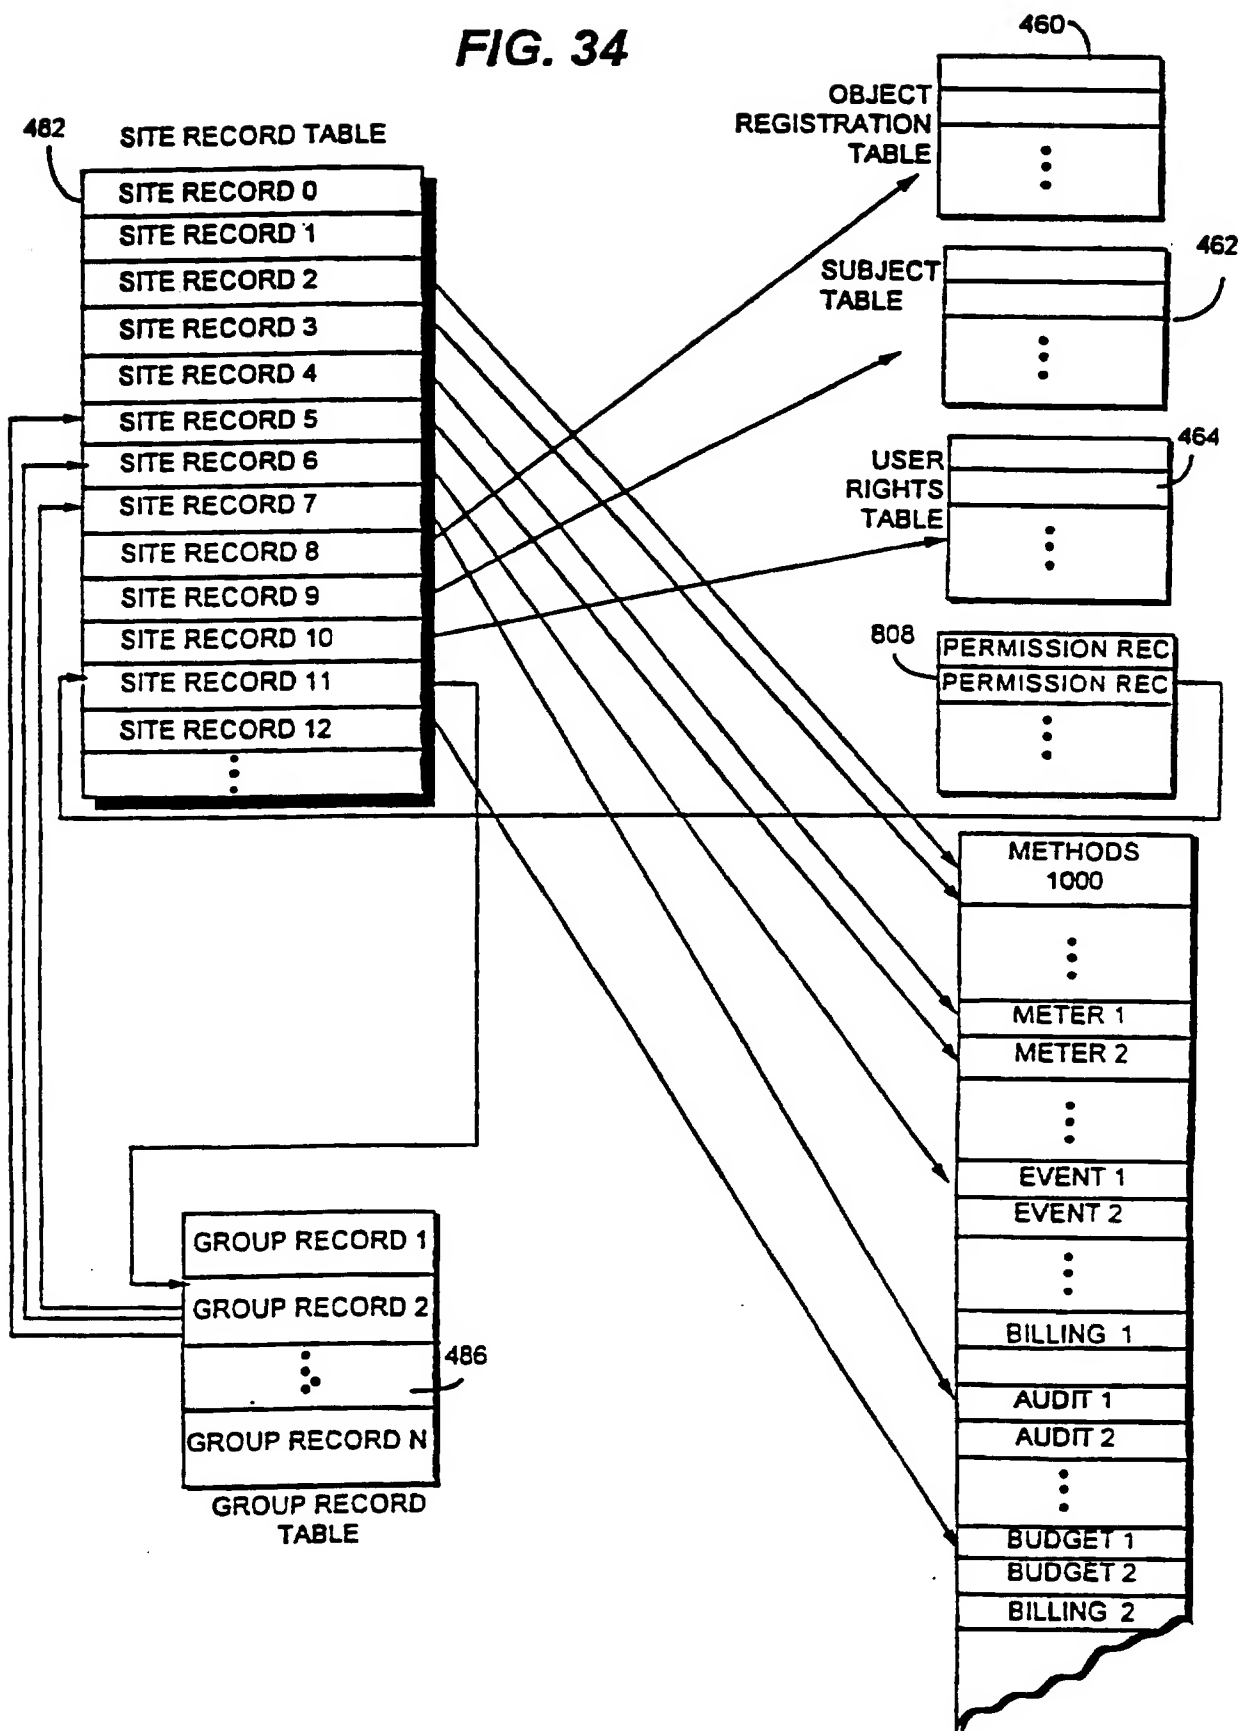 FIG. 34
482
SITE RECORD TABLE
SITE RECORD 0
SITE RECORD 1
SITE RECORD 2
SITE RECORD 3
SITE RECORD 4
SITE RECORD 5
SITE RECORD 6
SITE RECORD 7
SITE RECORD 8
SITE RECORD 9
SITE RECORD 10
SITE RECORD 11
SITE RECORD 12
460
OBJECT
REGISTRATION
TABLE
SUBJECT
TABLE
462
USER
RIGHTS
TABLE
464
808
PERMISSION REC
PERMISSION REC
METHODS
1000
METER 1
METER 2
EVENT 1
EVENT 2
BILLING 1
AUDIT 1
AUDIT 2
BUDGET 1
BUDGET 2
BILLING 2
GROUP RECORD 1
GROUP RECORD 2
486
GROUP RECORD N
GROUP RECORD
TABLE